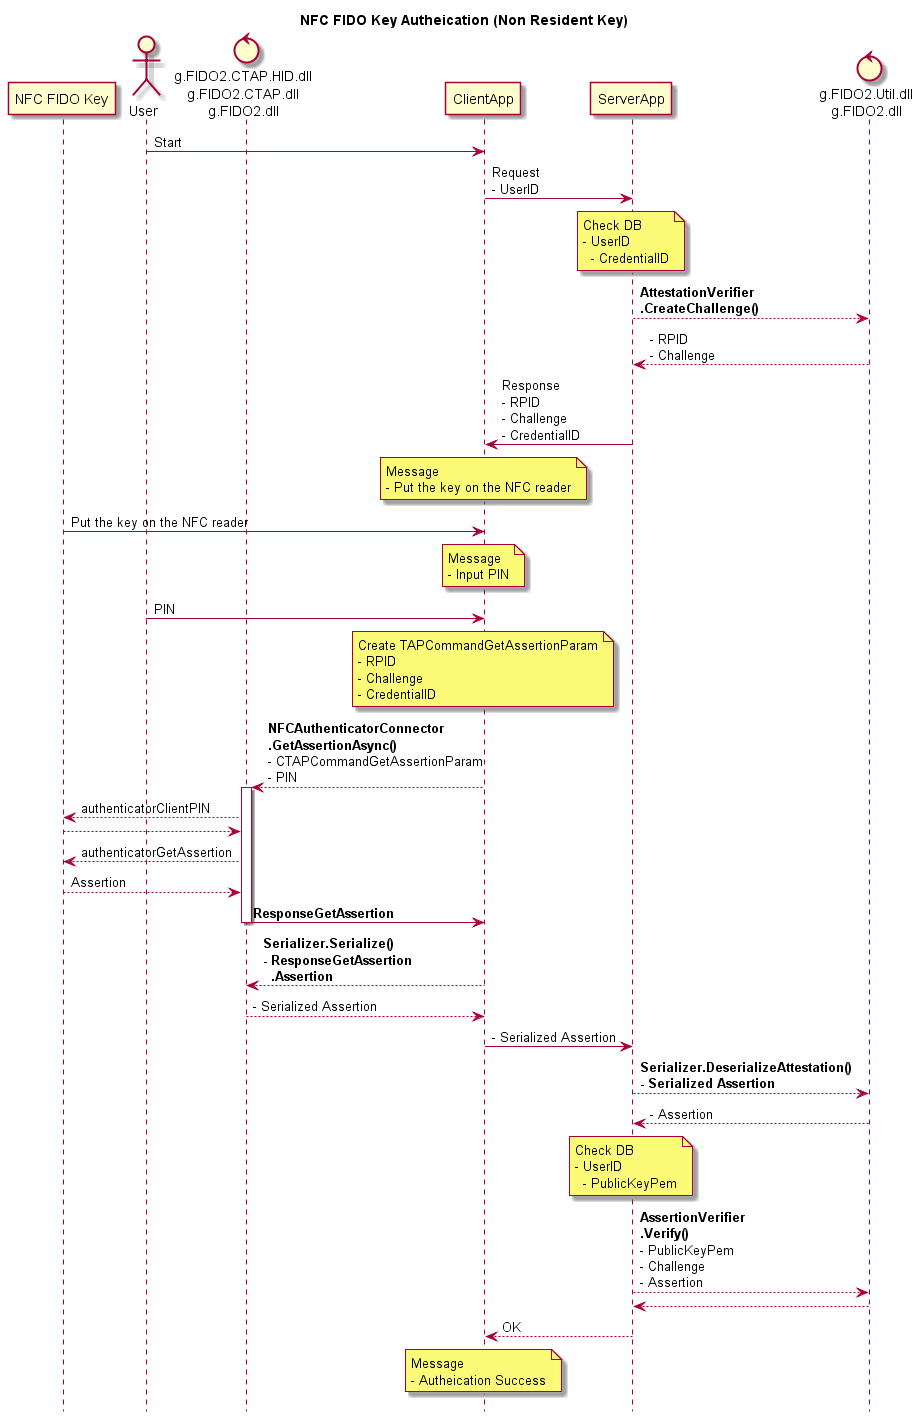 NFC FIDO Key Autheication (Non Resident Key)
NFC FIDO Key
User
g.FIDO2.CTAP.HID.dll
g.FIDO2.CTAP.dll
g.FIDO2.dll
ClientApp
ServerApp
g.FIDO2.Util.dll
g.FIDO2.dll
Start
Request
- UserID
Check DB
- UserID
- CredentialID
AttestationVerifier
.CreateChallenge()
- RPID
- Challenge
Response
- RPID
- Challenge
- CredentialID
Message
- Put the key on the NFC reader
Put the key on the NFC reader
Message
- Input PIN
PIN
Create TAPCommandGetAssertionParam
- RPID
- Challenge
- CredentialID
NFCAuthenticatorConnector
.GetAssertionAsync()
- CTAPCommandGetAssertionParam
- PIN
authenticatorClientPIN
authenticatorGetAssertion
Assertion
ResponseGetAssertion
Serializer.Serialize()
- ResponseGetAssertion
.Assertion
- Serialized Assertion
- Serialized Assertion
Serializer.DeserializeAttestation()
- Serialized Assertion
- Assertion
Check DB
- UserID
- PublicKeyPem
AssertionVerifier
.Verify()
- PublicKeyPem
- Challenge
- Assertion
OK
Message
- Autheication Success